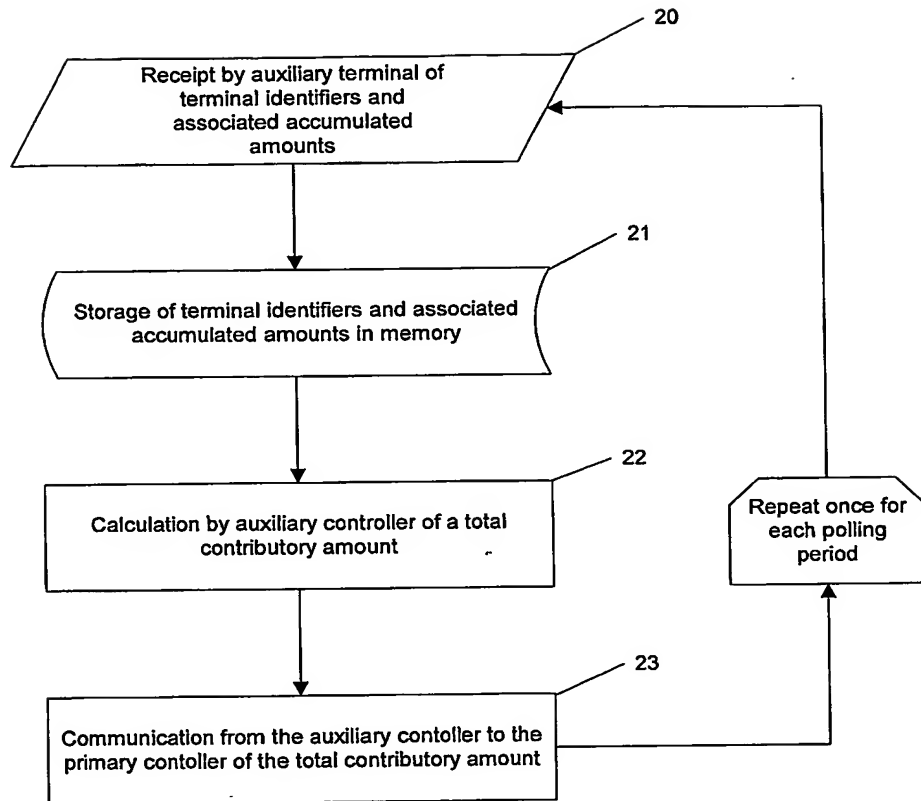 20
Receipt by auxiliary terminal of
terminal identifiers and
associated accumulated
amounts
21
Storage of terminal identifiers and associated
accumulated amounts in memory
22
Calculation by auxiliary controller of a total
contributory amount
Repeat once for
each polling
period
23
Communication from the auxiliary contoller to the
primary contoller of the total contributory amount